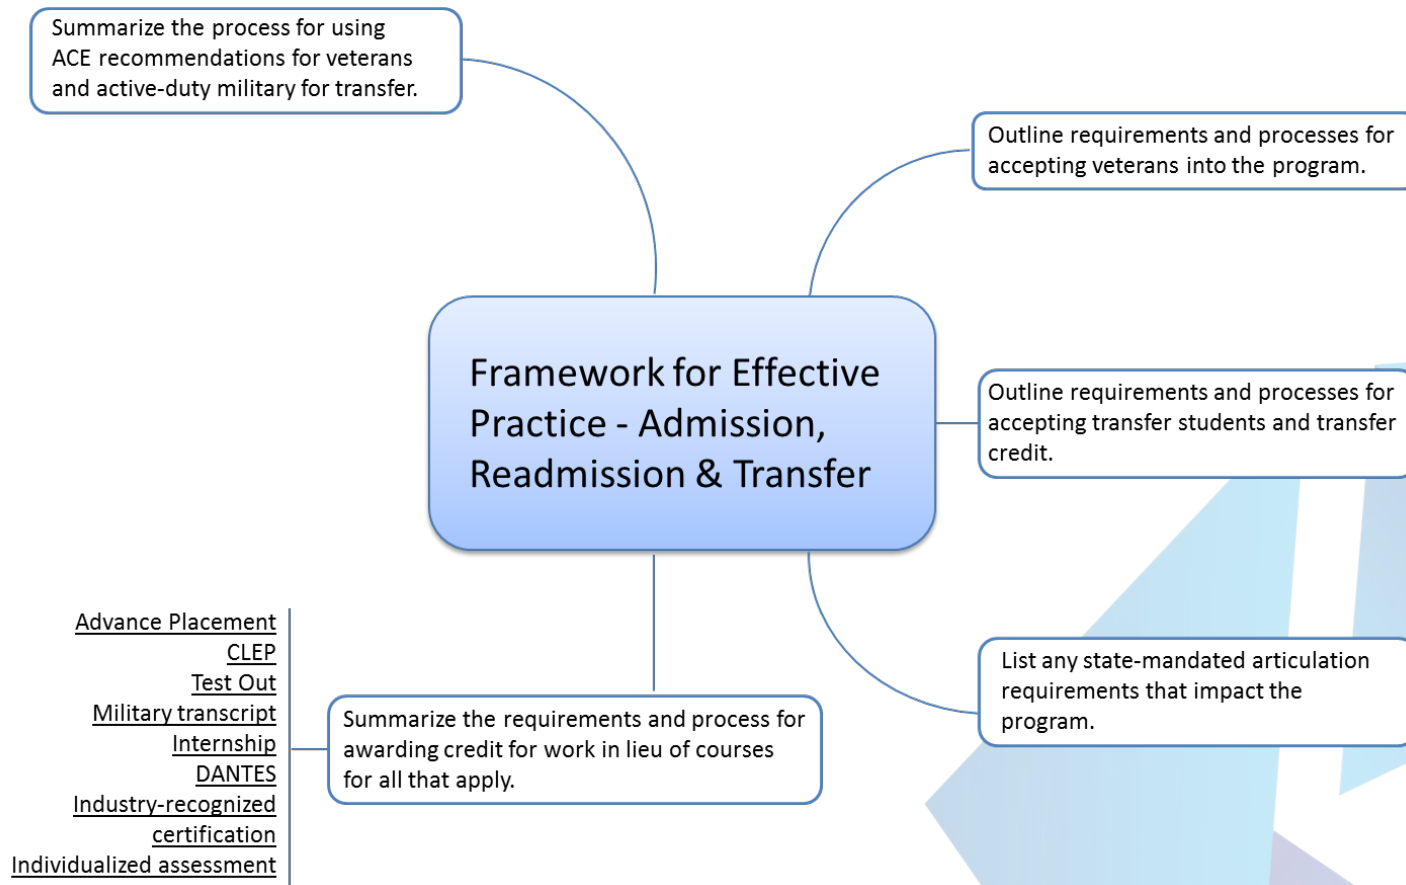 Summarize the process for using
ACE recommendations for veterans
and active-duty military for transfer.
Outline requirements and processes for
accepting veterans into the program.
Framework for Effective
Practice - Admission,
Readmission & Transfer
Outline requirements and processes for
accepting transfer students and transfer
credit.
List any state-mandated articulation
requirements that impact the
program.
Summarize the requirements and process for
awarding credit for work in lieu of courses
for all that apply.
Advance Placement
CLEP
Test Out
Military transcript
Internship
DANTES
Industry-recognized
certification
Individualized assessment